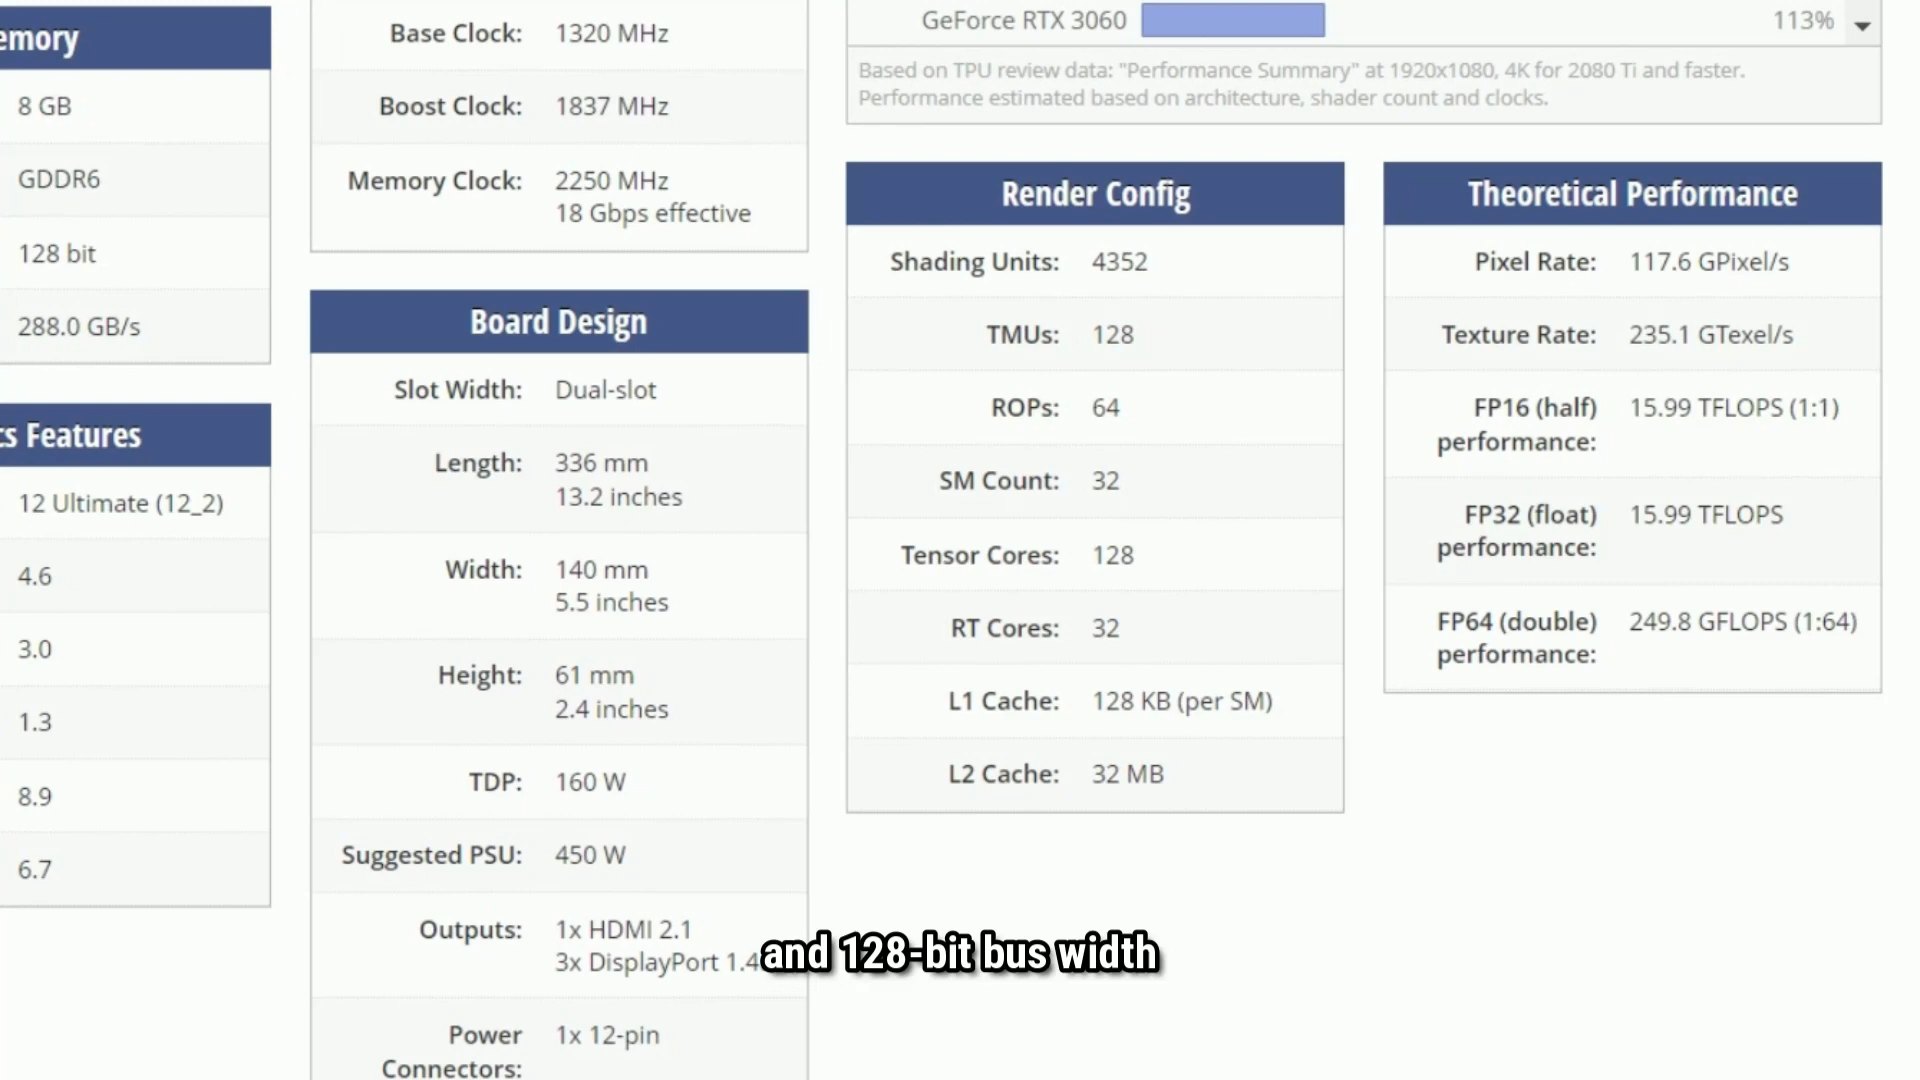 emory
8 GB
GDDR6
128 bit
288.0 GB/s
cs Features
12 Ultimate (12_2)
4.6
3.0
1.3
8.9
6.7
Base Clock: 1320 MHz
Boost Clock: 1837 MHz
Memory Clock: 2250 MHz
18 Gbps effective
Board Design
Slot Width: Dual-slot
Length: 336 mm
13.2 inches
Width: 140 mm
5.5 inches
Height: 61 mm
2.4 inches
TDP: 160 W
Suggested PSU: 450 W
Outputs: 1x HDMI 2.1
3x DisplayPort 1.4
Power 1x 12-pin
Connectors:
GeForce RTX 3060 113%
Based on TPU review data: "Performance Summary" at 1920x1080, 4K for 2080 Ti and faster.
Performance estimated based on architecture, shader count and clocks.
Render Config
Shading Units: 4352
TMUs: 128
ROPs: 64
SM Count: 32
Tensor Cores: 128
RT Cores: 32
L1 Cache: 128 KB (per SM)
L2 Cache: 32 MB
Theoretical Performance
Pixel Rate: 117.6 GPixel/s
Texture Rate: 235.1 GTexel/s
FP16 (half) 15.99 TFLOPS (1:1)
performance:
FP32 (float) 15.99 TFLOPS
performance:
FP64 (double) 249.8 GFLOPS (1:64)
performance:
and 128-bit bus width